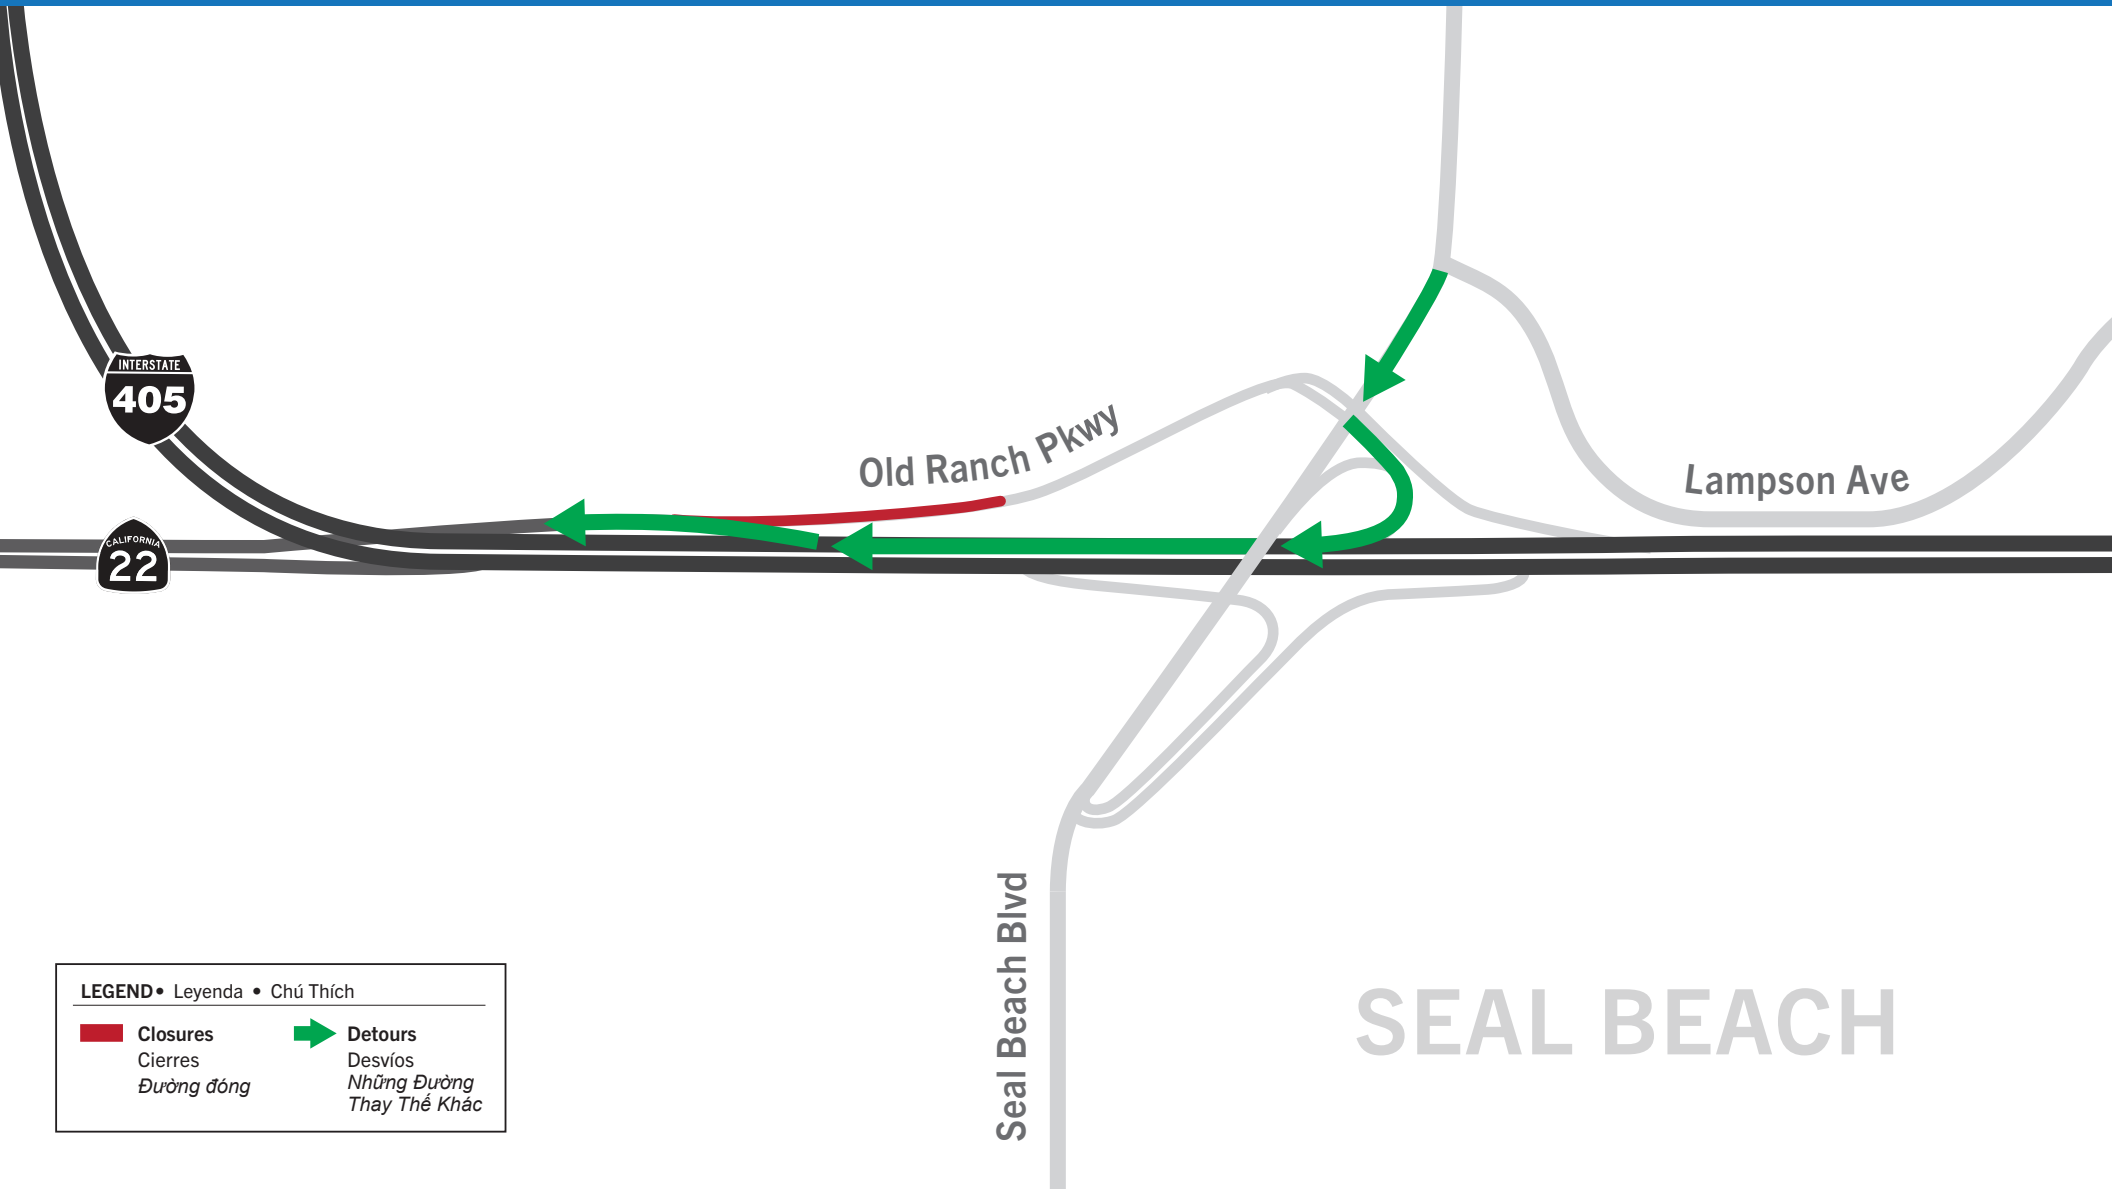 INTERSTATE
405
CALIFORNIA
22
Old Ranch Pkwy
Lampson Ave
Seal Beach Blvd
SEAL BEACH
LEGEND • Leyenda • Chú Thích
Closures
Cierres
Đường đóng
Detours
Desvíos
Những Đường
Thay Thế Khác